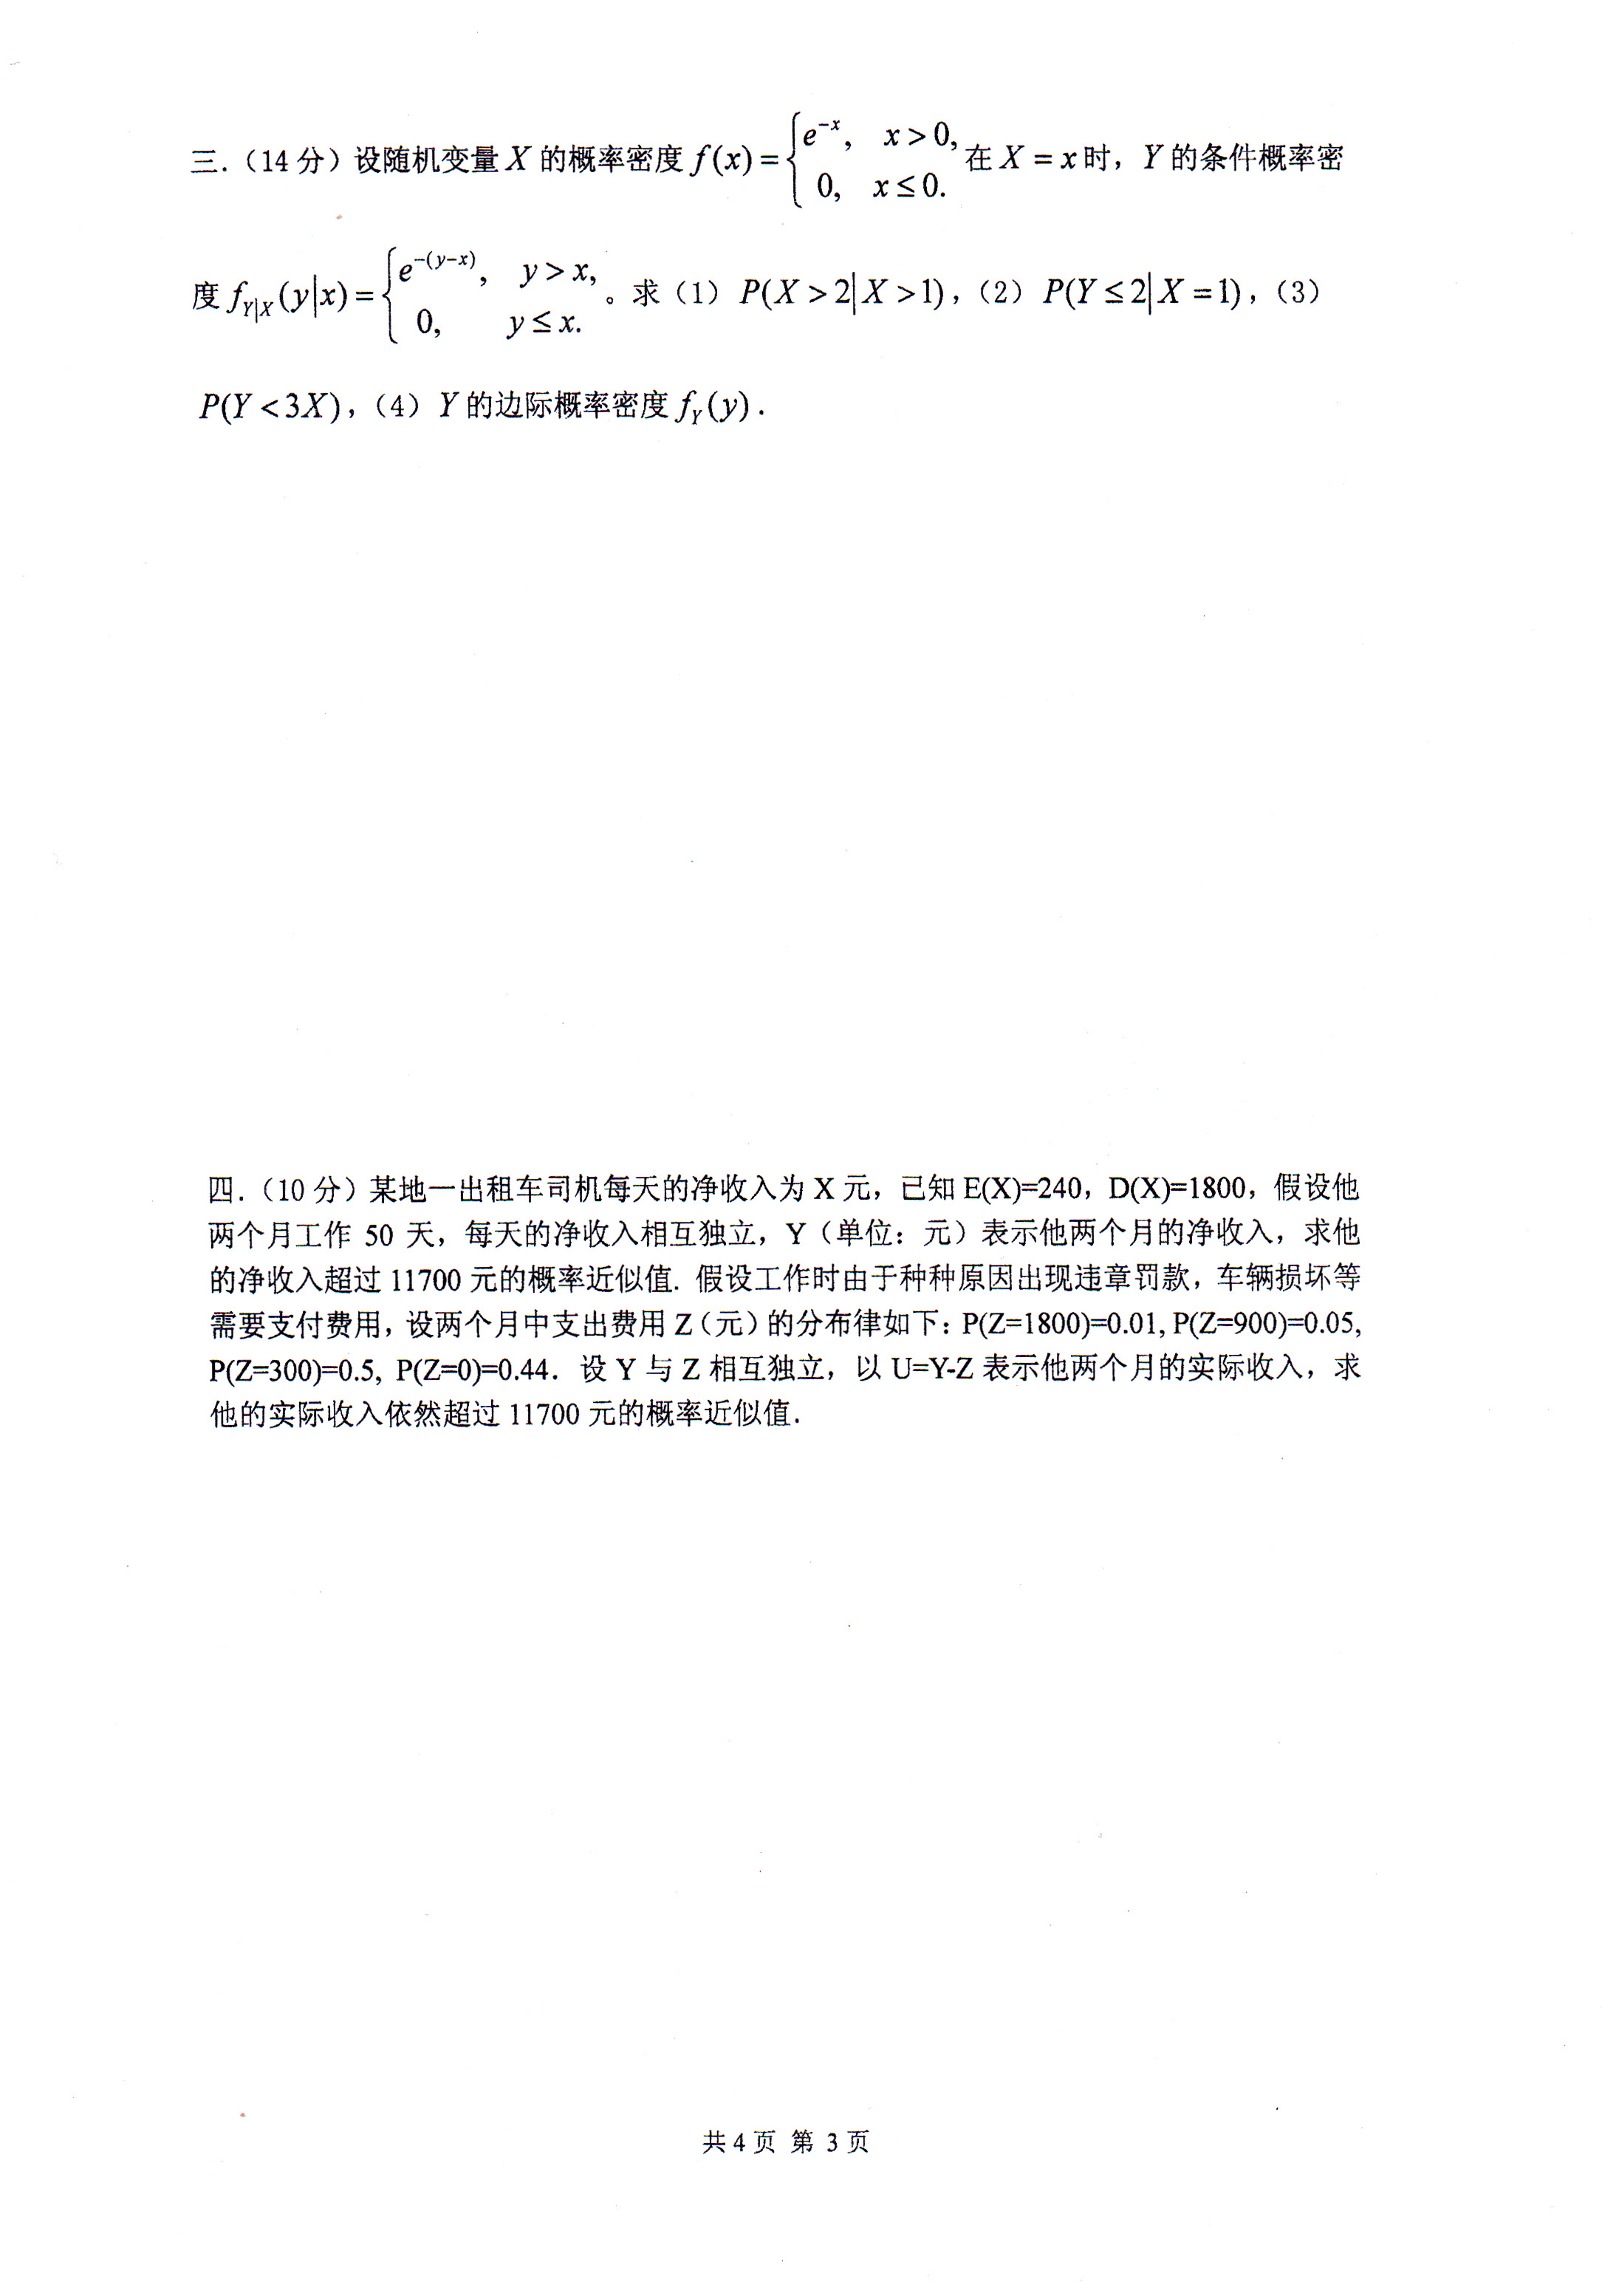 三.（14 分）设随机变量 X 的概率密度 f(x) = { e^{-x}, x > 0, 0, x ≤ 0. 在 X = x 时，Y 的条件概率密
度 f_{Y|X}(y|x) = { e^{-(y-x)}, y > x, 0, y ≤ x. 。求（1）P(X > 2|X > 1)，（2）P(Y ≤ 2|X = 1)，（3）
P(Y < 3X)，（4）Y 的边际概率密度 f_Y(y).
四.（10 分）某地一出租车司机每天的净收入为 X 元，已知 E(X)=240，D(X)=1800，假设他
两个月工作 50 天，每天的净收入相互独立，Y（单位：元）表示他两个月的净收入，求他
的净收入超过 11700 元的概率近似值. 假设工作时由于种种原因出现违章罚款，车辆损坏等
需要支付费用，设两个月中支出费用 Z（元）的分布律如下：P(Z=1800)=0.01, P(Z=900)=0.05,
P(Z=300)=0.5, P(Z=0)=0.44. 设 Y 与 Z 相互独立，以 U=Y-Z 表示他两个月的实际收入，求
他的实际收入依然超过 11700 元的概率近似值.
共 4 页 第 3 页